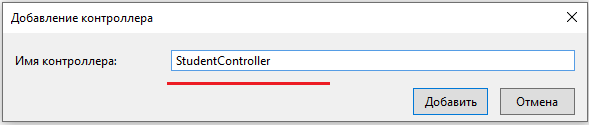 Добавление контроллера
Имя контроллера: StudentController
Добавить Отмена